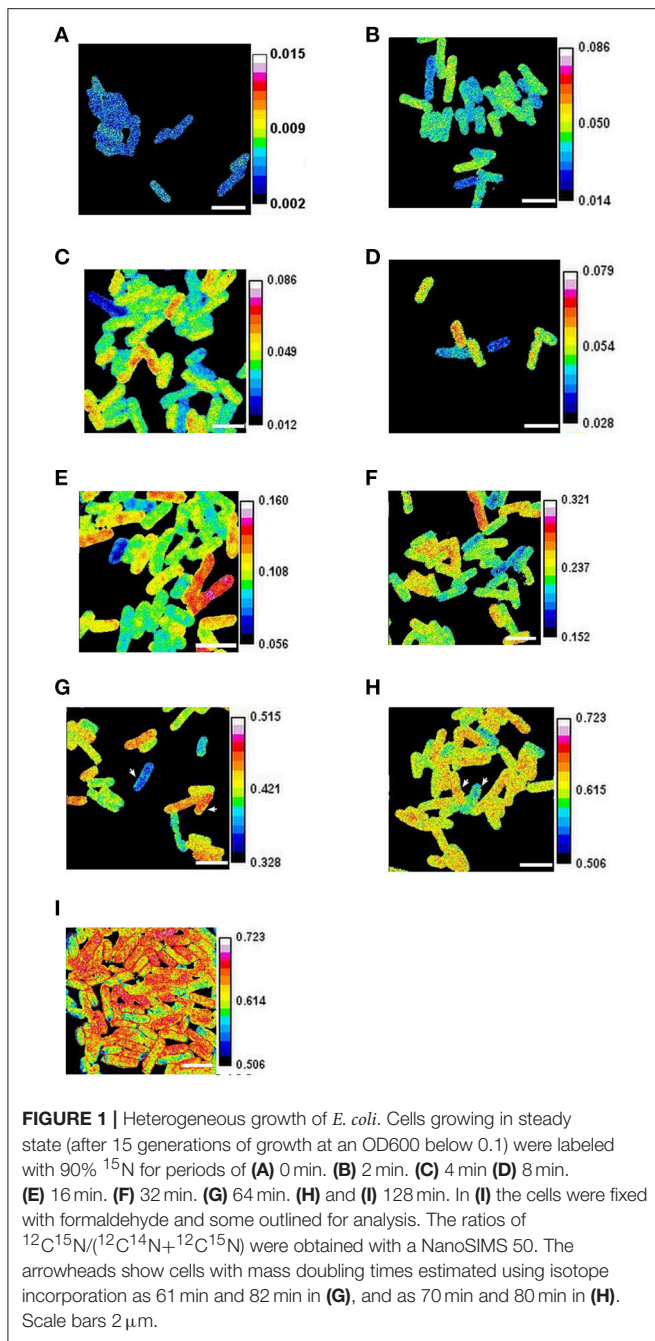 A
0.015
0.009
0.002
B
0.086
0.050
0.014
C
0.086
0.049
0.012
D
0.079
0.054
0.028
E
0.160
0.108
0.056
F
0.321
0.237
0.152
G
0.515
0.421
0.328
H
0.723
0.615
0.506
I
0.723
0.614
0.506
FIGURE 1 | Heterogeneous growth of E. coli. Cells growing in steady
state (after 15 generations of growth at an OD600 below 0.1) were labeled
with 90% ¹⁵N for periods of (A) 0 min. (B) 2 min. (C) 4 min (D) 8 min.
(E) 16 min. (F) 32 min. (G) 64 min. (H) and (I) 128 min. In (I) the cells were fixed
with formaldehyde and some outlined for analysis. The ratios of
¹²C¹⁵N/(¹²C¹⁴N+¹²C¹⁵N) were obtained with a NanoSIMS 50. The
arrowheads show cells with mass doubling times estimated using isotope
incorporation as 61 min and 82 min in (G), and as 70 min and 80 min in (H).
Scale bars 2 μm.